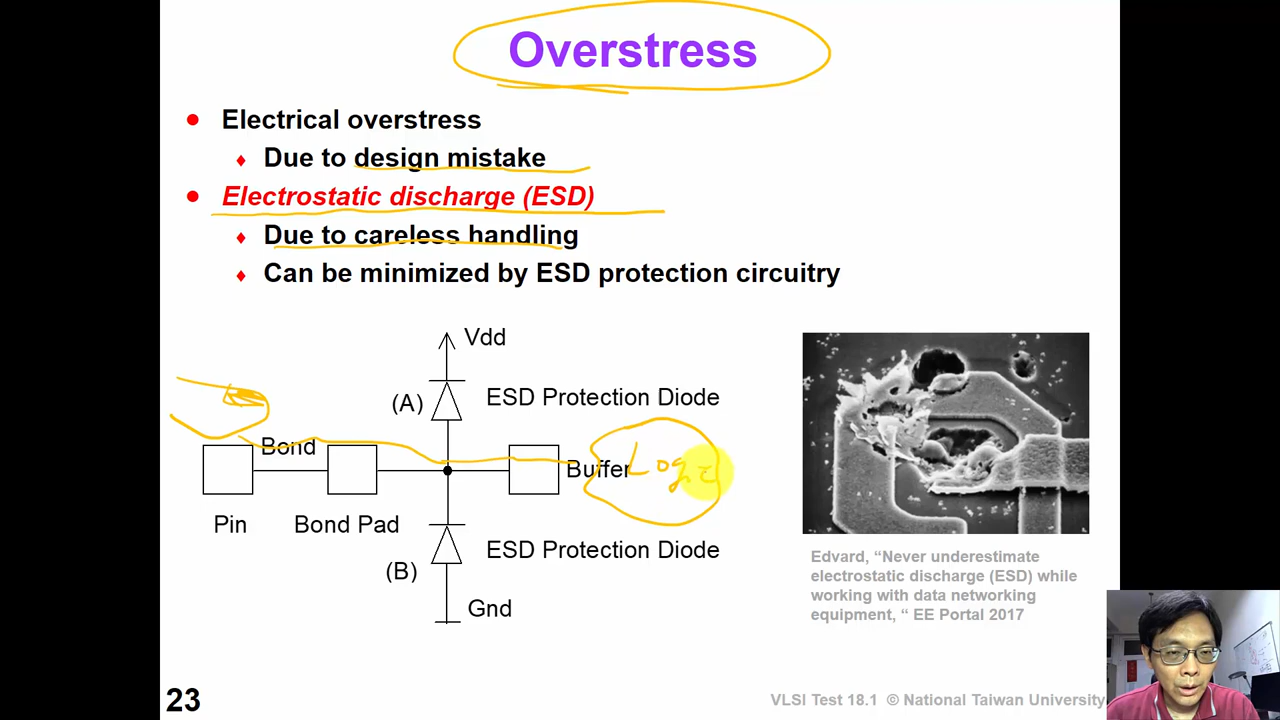 Overstress
● Electrical overstress
♦ Due to design mistake
● Electrostatic discharge (ESD)
♦ Due to careless handling
♦ Can be minimized by ESD protection circuitry
Vdd
(A)
ESD Protection Diode
Bond
Buffer
Logic
Pin
Bond Pad
ESD Protection Diode
(B)
Gnd
Edvard, “Never underestimate
electrostatic discharge (ESD) while
working with data networking
equipment, “ EE Portal 2017
23
VLSI Test 18.1 © National Taiwan University